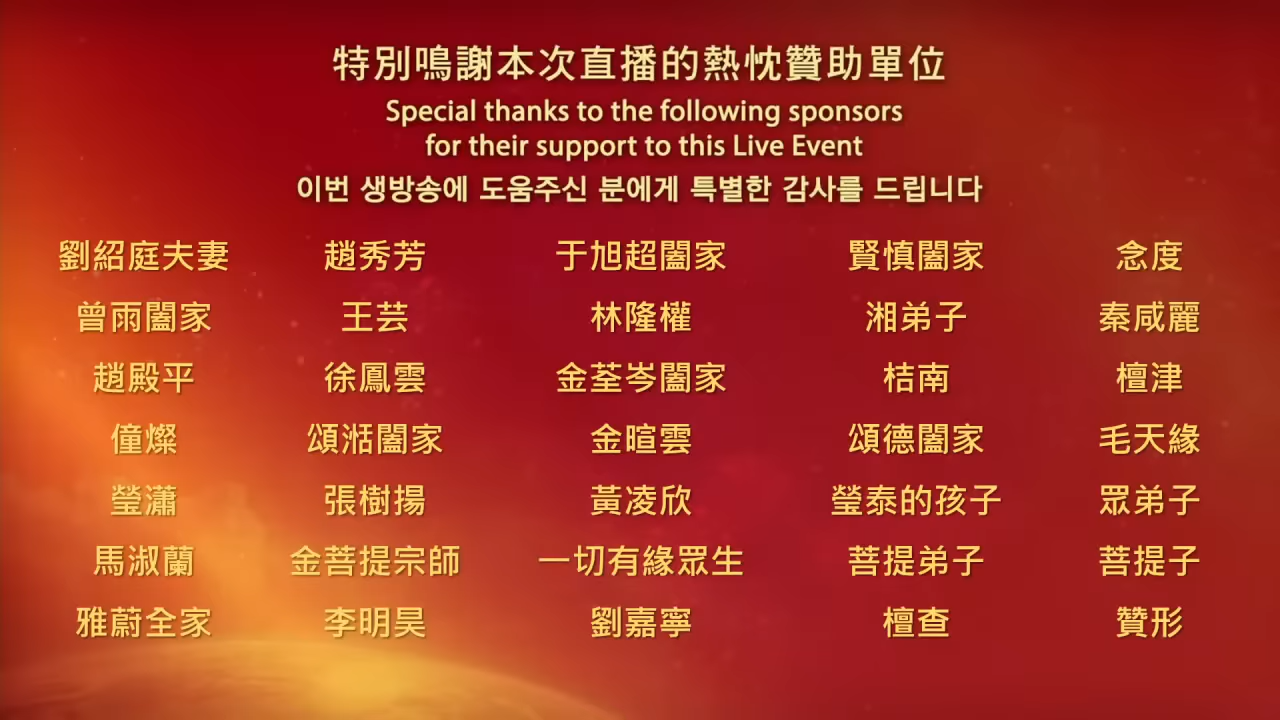 特別鳴謝本次直播的熱忱贊助單位
Special thanks to the following sponsors
for their support to this Live Event
이번 생방송에 도움주신 분에게 특별한 감사를 드립니다
劉紹庭夫妻 趙秀芳 于旭超闔家 賢慎闔家 念度
曾雨闔家 王芸 林隆權 湘弟子 秦咸麗
趙殿平 徐鳳雲 金荃岑闔家 桔南 檀津
僮燦 頌湉闔家 金暄雲 頌德闔家 毛天緣
瑩瀟 張樹揚 黃凌欣 瑩泰的孩子 眾弟子
馬淑蘭 金菩提宗師 一切有緣眾生 菩提弟子 菩提子
雅蔚全家 李明昊 劉嘉寧 檀查 贊形